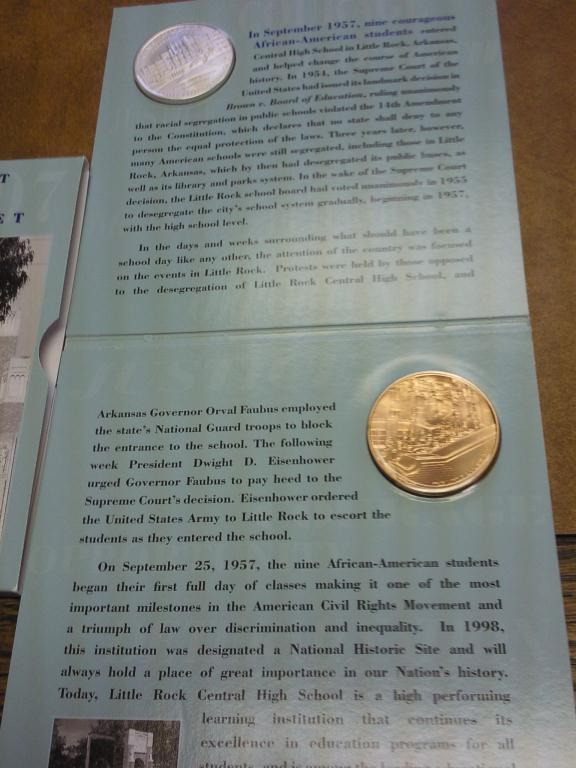 T
E T
In September 1957, nine courageous
African-American students entered
Central High School in Little Rock, Arkansas,
and helped change the course of American
history. In 1954, the Supreme Court of the
United States had issued its landmark decision in
Brown v. Board of Education, ruling unanimously
that racial segregation in public schools violated the 14th Amendment
to the Constitution, which declares that no state shall deny to any
person the equal protection of the laws. Three years later, however,
many American schools were still segregated, including those in Little
Rock, Arkansas, which by then had desegregated its public buses, as
well as its library and parks system. In the wake of the Supreme Court
decision, the Little Rock school board had voted unanimously in 1955
to desegregate the city's school system gradually, beginning in 1957,
with the high school level.
In the days and weeks surrounding what should have been a
school day like any other, the attention of the country was focused
on the events in Little Rock. Protests were held by those opposed
to the desegregation of Little Rock Central High School, and
Arkansas Governor Orval Faubus employed
the state's National Guard troops to block
the entrance to the school. The following
week President Dwight D. Eisenhower
urged Governor Faubus to pay heed to the
Supreme Court's decision. Eisenhower ordered
the United States Army to Little Rock to escort the
students as they entered the school.
On September 25, 1957, the nine African-American students
began their first full day of classes making it one of the most
important milestones in the American Civil Rights Movement and
a triumph of law over discrimination and inequality. In 1998,
this institution was designated a National Historic Site and will
always hold a place of great importance in our Nation's history.
Today, Little Rock Central High School is a high performing
learning institution that continues its
excellence in education programs for all
students, and is among the leading educational